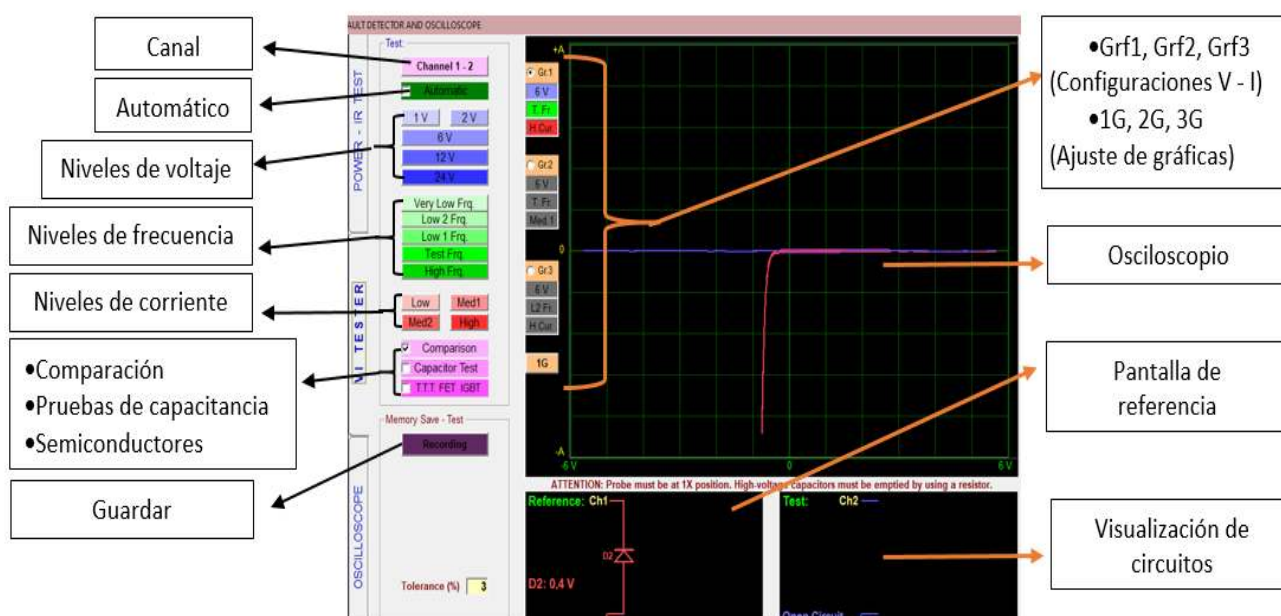 Canal
Automático
Niveles de voltaje
Niveles de frecuencia
Niveles de corriente
•Comparación
•Pruebas de capacitancia
•Semiconductores
Guardar
AULT DETECTOR AND OSCILLOSCOPE
POWER - IR TEST
VI TESTER
OSCILLOSCOPE
Test:
Channel 1 - 2
Automatic
1 V 2 V
6 V
12 V
24 V
Very Low Frq.
Low 2 Frq.
Low 1 Frq.
Test Frq.
High Frq.
Low Med1
Med2 High
Comparison
Capacitor Test
T.T.T. FET IGBT
Memory Save - Test
Recording
Tolerance (%) 3
Gr.1
6 V
T. Fr.
H.Cur.
Gr.2
6 V
T. Fr.
Med.1
Gr.3
6 V
L2 Fr.
H.Cur.
1G
+A
0
-A
-6 V 0 6 V
ATTENTION: Probe must be at 1X position. High-voltage capacitors must be emptied by using a resistor.
Reference: Ch1
D2
D2: 0,4 V
Test: Ch2
Open Circuit
•Grf1, Grf2, Grf3
(Configuraciones V - I)
•1G, 2G, 3G
(Ajuste de gráficas)
Osciloscopio
Pantalla de
referencia
Visualización de
circuitos